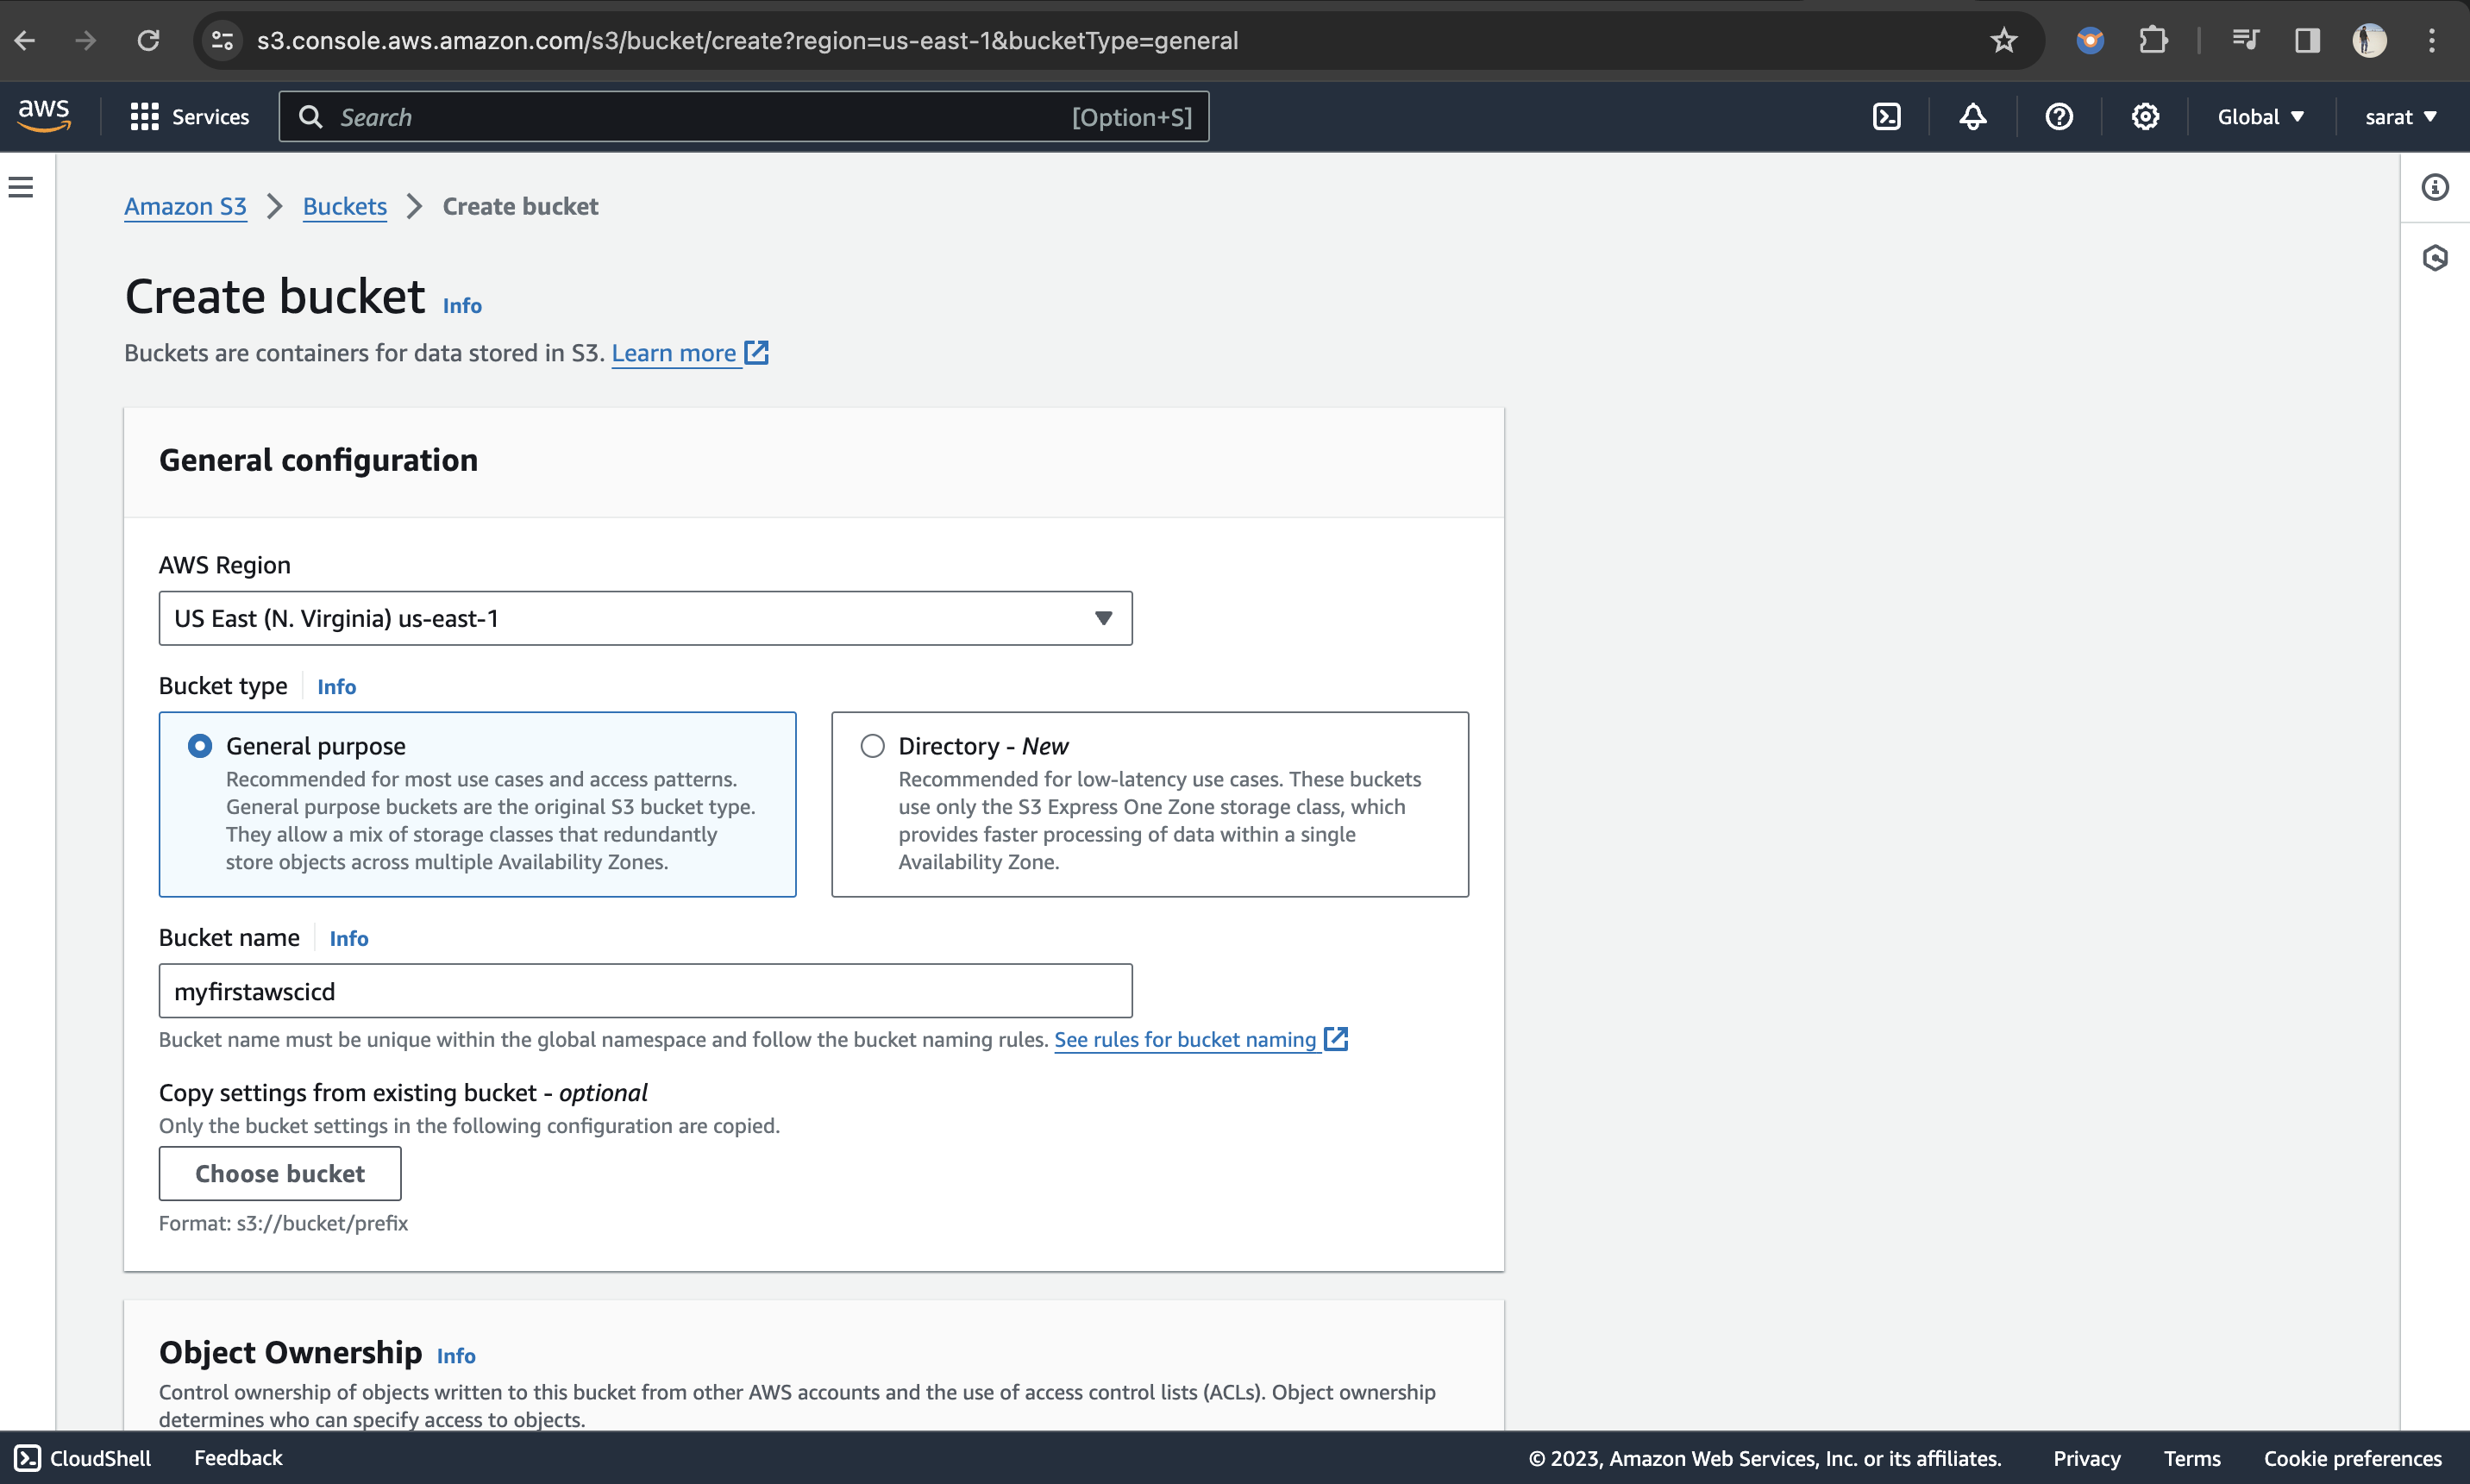 s3.console.aws.amazon.com/s3/bucket/create?region=us-east-1&bucketType=general
aws
Services
Search
[Option+S]
Global
sarat
Amazon S3
Buckets
Create bucket
Create bucket Info
Buckets are containers for data stored in S3. Learn more
General configuration
AWS Region
US East (N. Virginia) us-east-1
Bucket type Info
General purpose
Recommended for most use cases and access patterns.
General purpose buckets are the original S3 bucket type.
They allow a mix of storage classes that redundantly
store objects across multiple Availability Zones.
Directory - New
Recommended for low-latency use cases. These buckets
use only the S3 Express One Zone storage class, which
provides faster processing of data within a single
Availability Zone.
Bucket name Info
myfirstawscicd
Bucket name must be unique within the global namespace and follow the bucket naming rules. See rules for bucket naming
Copy settings from existing bucket - optional
Only the bucket settings in the following configuration are copied.
Choose bucket
Format: s3://bucket/prefix
Object Ownership Info
Control ownership of objects written to this bucket from other AWS accounts and the use of access control lists (ACLs). Object ownership
determines who can specify access to objects.
CloudShell
Feedback
© 2023, Amazon Web Services, Inc. or its affiliates.
Privacy
Terms
Cookie preferences